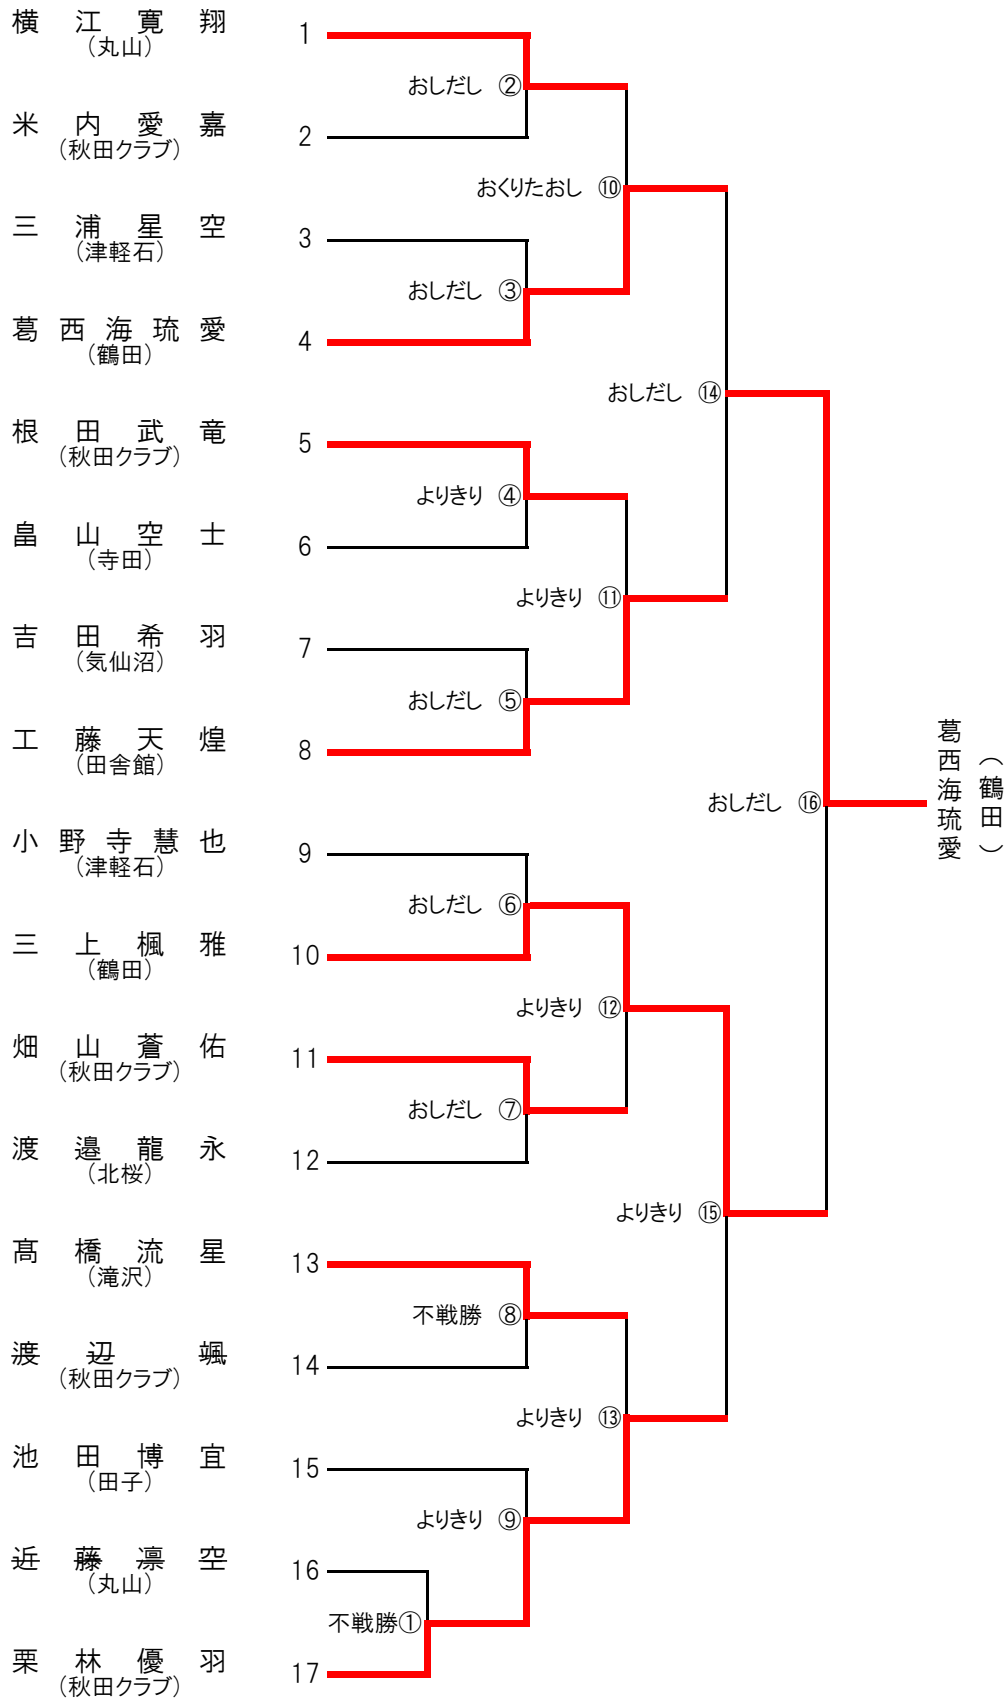 横江寛翔 1
（丸山）
おしだし ②
米内愛嘉 2
（秋田クラブ）
おくりたおし ⑩
三浦星空 3
（津軽石）
おしだし ③
葛西海琉愛 4
（鶴田）
おしだし ⑭
根田武竜 5
（秋田クラブ）
よりきり ④
畠山空士 6
（寺田）
よりきり ⑪
吉田希羽 7
（気仙沼）
おしだし ⑤
工藤天煌 8
（田舎館）
おしだし ⑯
葛西海琉愛
（鶴田）
小野寺慧也 9
（津軽石）
おしだし ⑥
三上楓雅 10
（鶴田）
よりきり ⑫
畑山蒼佑 11
（秋田クラブ）
おしだし ⑦
渡邉龍永 12
（北桜）
よりきり ⑮
髙橋流星 13
（滝沢）
不戦勝 ⑧
渡辺颯 14
（秋田クラブ）
よりきり ⑬
池田博宜 15
（田子）
よりきり ⑨
近藤凛空 16
（丸山）
不戦勝①
栗林優羽 17
（秋田クラブ）